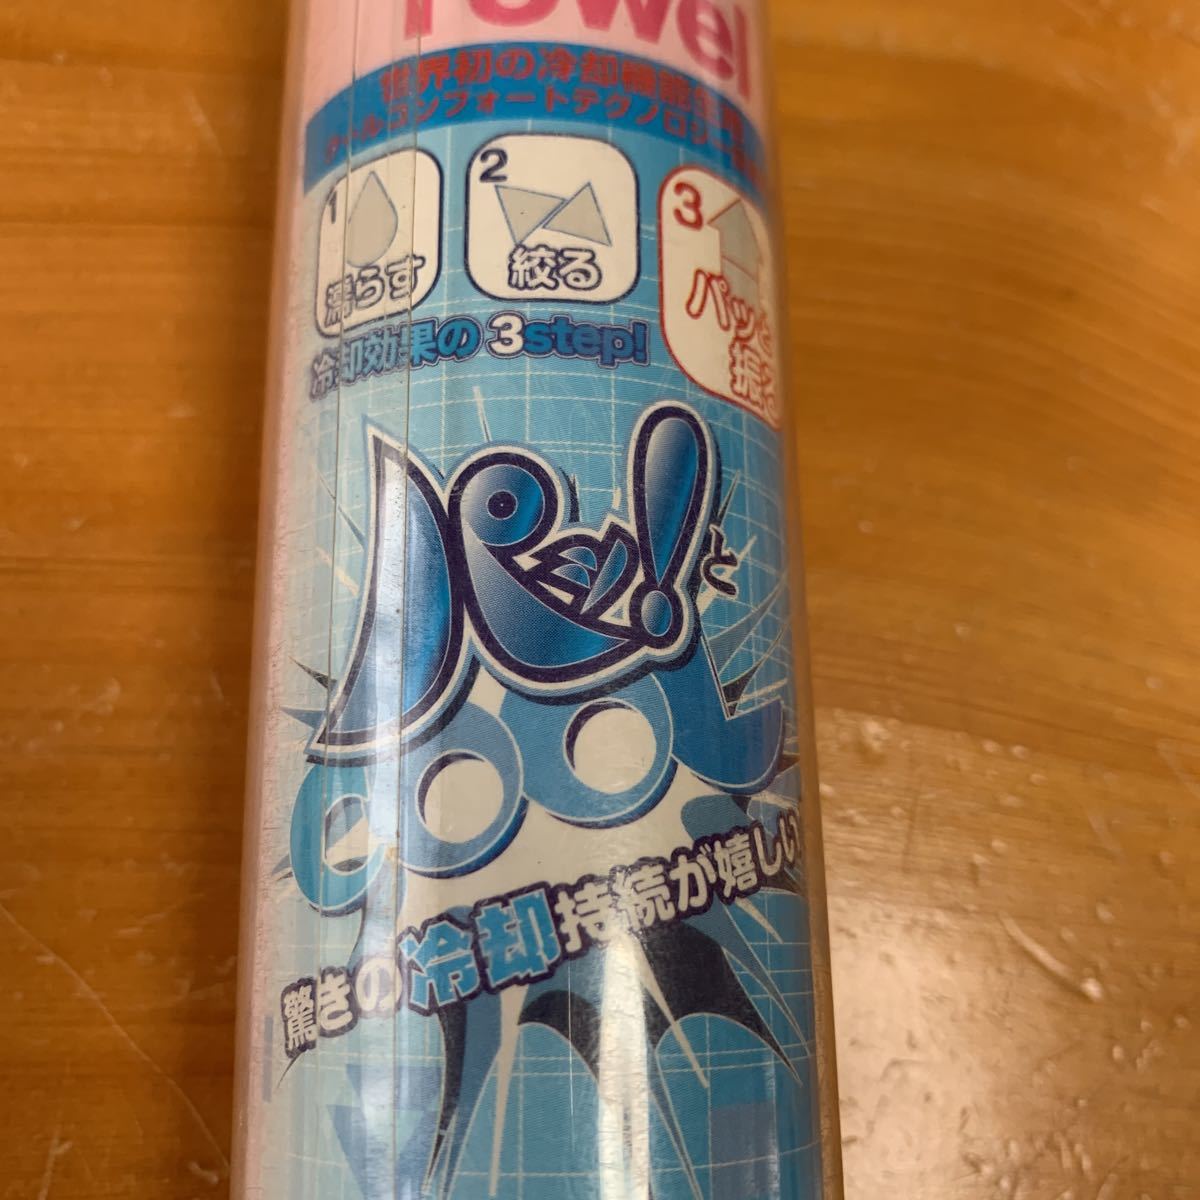 Towel
世界初の冷却機能生地
クールコンフォートテクノロジー
1
濡らす
2
絞る
3
パッと
振る
冷却効果の3step!
パッ!と
COOL
驚きの冷却持続が嬉しい